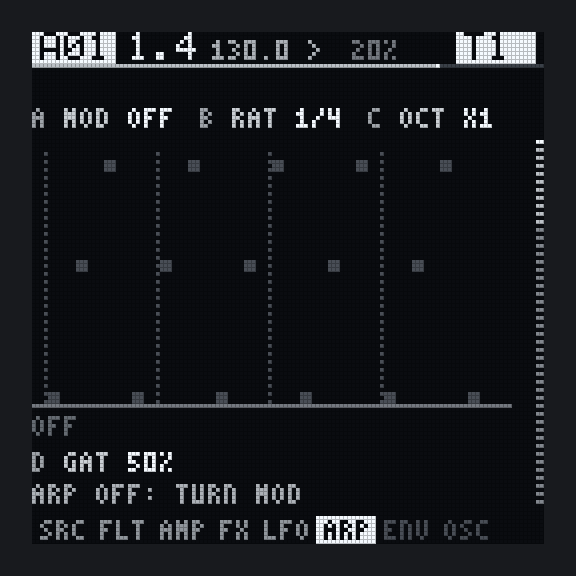 A01 1.4 130.0 > 20% T1
A MOD OFF B RAT 1/4 C OCT X1
OFF
D GAT 50%
ARP OFF: TURN MOD
SRC FLT AMP FX LFO ARP ENV OSC